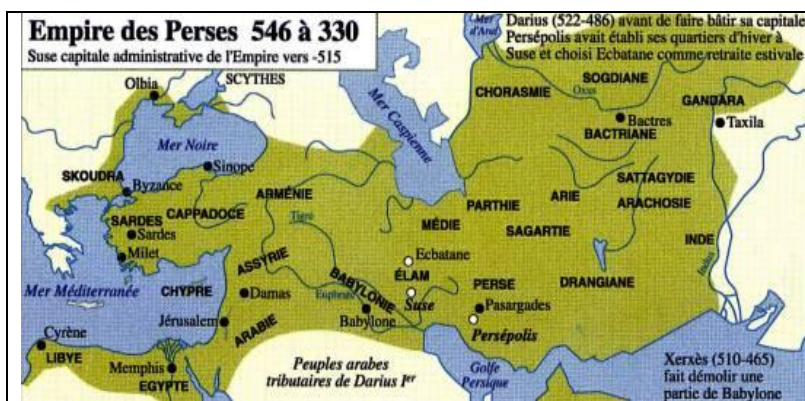 Empire des Perses 546 à 330
Suse capitale administrative de l'Empire vers -515
Mer
d'Aral
Darius (522-486) avant de faire bâtir sa capitale
Persépolis avait établi ses quartiers d'hiver à
Suse et choisi Ecbatane comme retraite estivale
Olbia
SCYTHES
Mer Noire
Sinope
SKOUDRA
Byzance
Mer Caspienne
CHORASMIE
SOGDIANE
Oxus
Bactres
BACTRIANE
GANDARA
Taxila
SARDES
Sardes
Milet
CAPPADOCE
ARMÉNIE
Tigre
MÉDIE
PARTHIE
ARIE
SATTAGYDIE
ARACHOSIE
SAGARTIE
INDE
Indus
Mer Méditerranée
CHYPRE
ASSYRIE
Damas
Ecbatane
ÉLAM
Suse
BABYLONIE
Euphrate
Babylone
PERSE
Pasargades
Persépolis
DRANGIANE
Jérusalem
ARABIE
Cyrène
LIBYE
Memphis
EGYPTE
Peuples arabes
tributaires de Darius Ier
Golfe
Persique
Xerxès (510-465)
fait démolir une
partie de Babylone